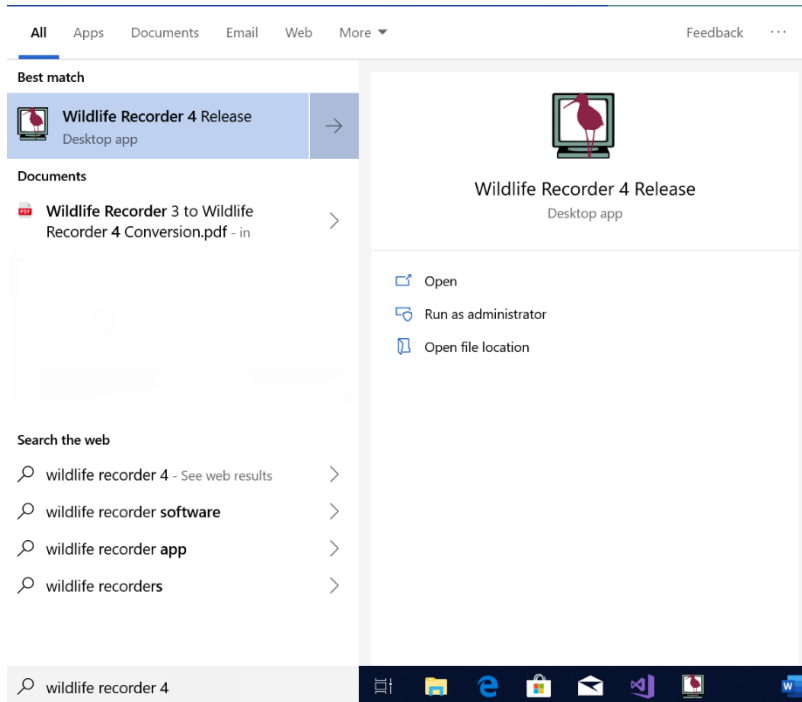 All Apps Documents Email Web More Feedback ...
Best match
Wildlife Recorder 4 Release
Desktop app
Documents
Wildlife Recorder 3 to Wildlife
Recorder 4 Conversion.pdf - in
Search the web
wildlife recorder 4 - See web results
wildlife recorder software
wildlife recorder app
wildlife recorders
wildlife recorder 4
Wildlife Recorder 4 Release
Desktop app
Open
Run as administrator
Open file location